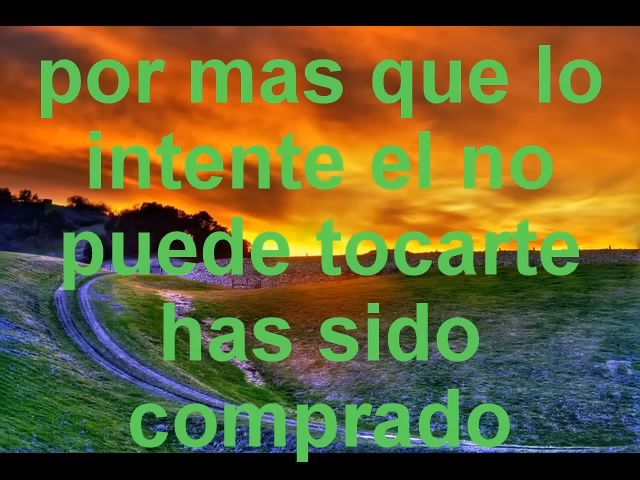 por mas que lo
intente el no
puede tocarte
has sido
comprado